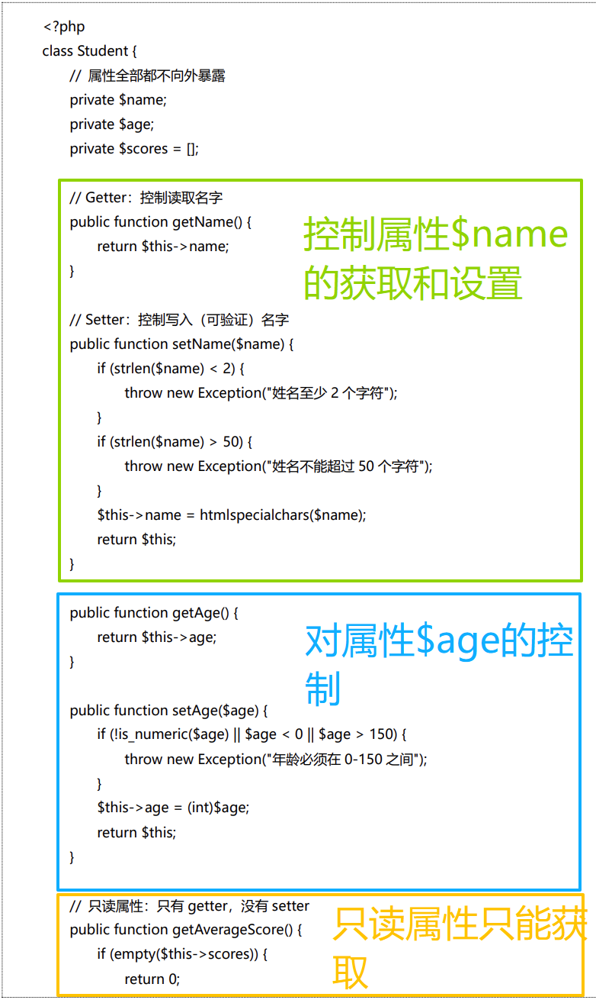 <?php
class Student {
// 属性全部都不向外暴露
private $name;
private $age;
private $scores = [];
// Getter：控制读取名字
public function getName() {
return $this->name;
}
控制属性$name
的获取和设置
// Setter：控制写入（可验证）名字
public function setName($name) {
if (strlen($name) < 2) {
throw new Exception("姓名至少 2 个字符");
}
if (strlen($name) > 50) {
throw new Exception("姓名不能超过 50 个字符");
}
$this->name = htmlspecialchars($name);
return $this;
}
public function getAge() {
return $this->age;
}
对属性$age的控
制
public function setAge($age) {
if (!is_numeric($age) || $age < 0 || $age > 150) {
throw new Exception("年龄必须在 0-150 之间");
}
$this->age = (int)$age;
return $this;
}
// 只读属性：只有 getter，没有 setter
public function getAverageScore() {
if (empty($this->scores)) {
return 0;
只读属性只能获
取